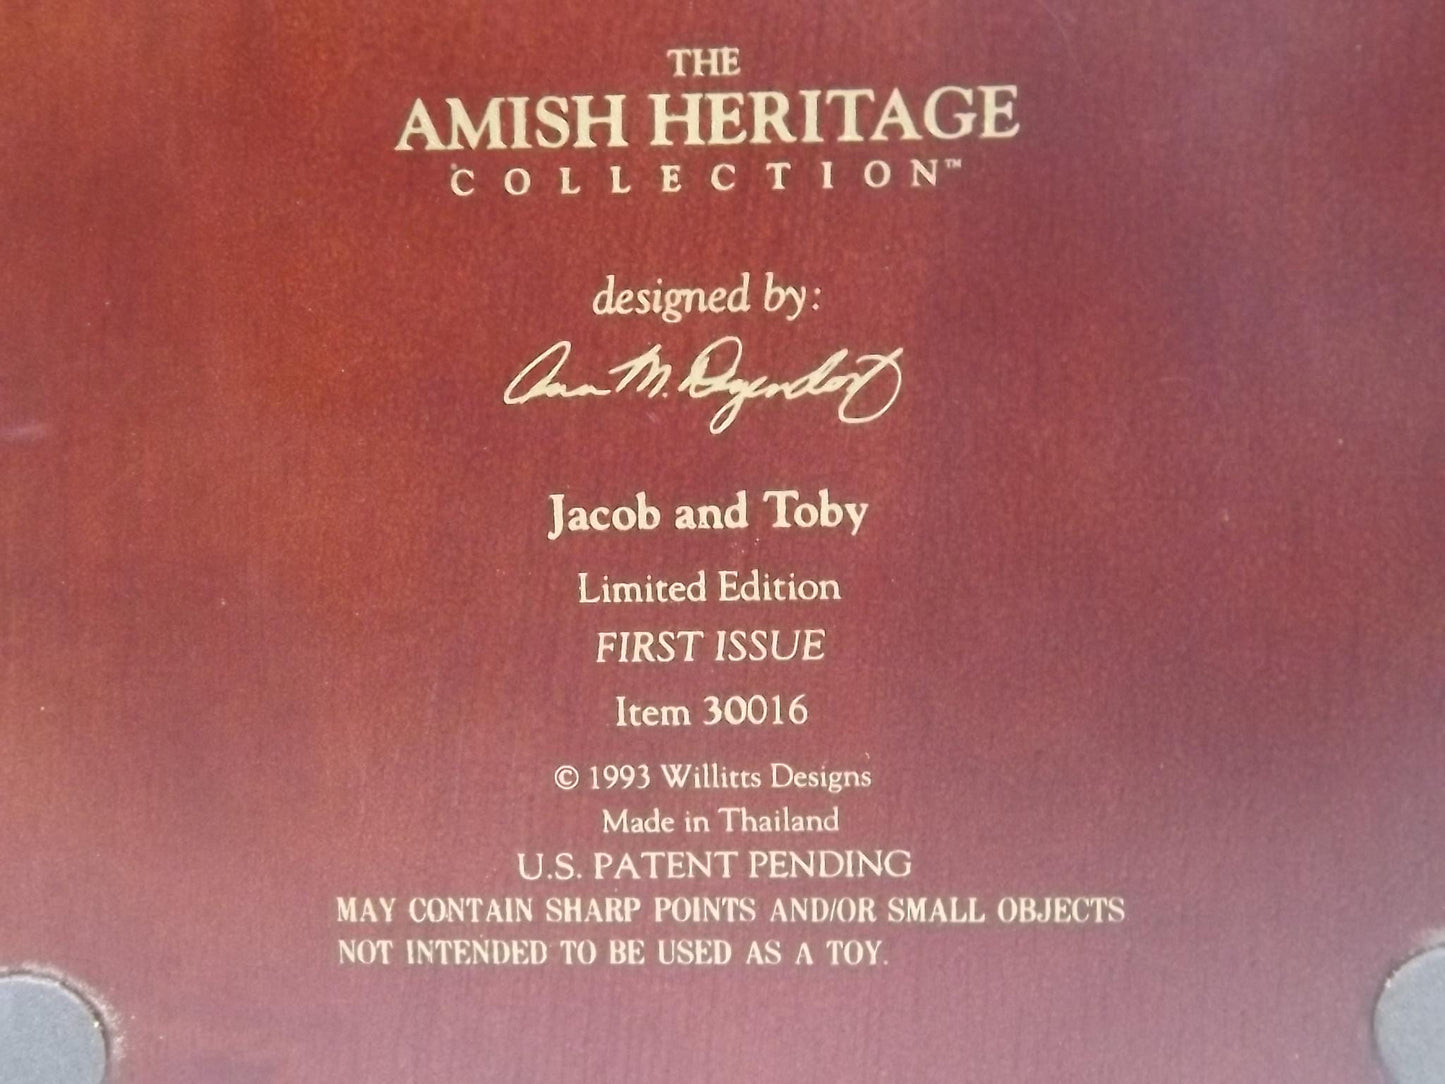 THE
AMISH HERITAGE
COLLECTION™
designed by:
Ann M. Dezendorf
Jacob and Toby
Limited Edition
FIRST ISSUE
Item 30016
© 1993 Willitts Designs
Made in Thailand
U.S. PATENT PENDING
MAY CONTAIN SHARP POINTS AND/OR SMALL OBJECTS
NOT INTENDED TO BE USED AS A TOY.